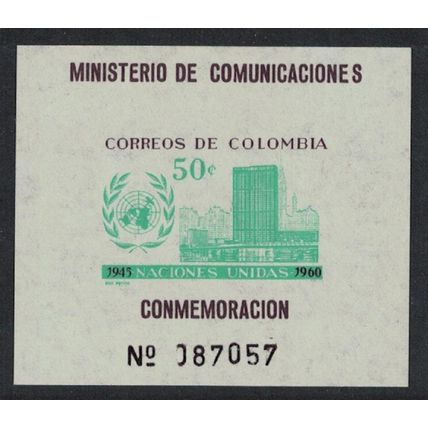 MINISTERIO DE COMUNICACIONES
CORREOS DE COLOMBIA
50¢
1945 NACIONES UNIDAS 1960
CONMEMORACION
Nº 087057